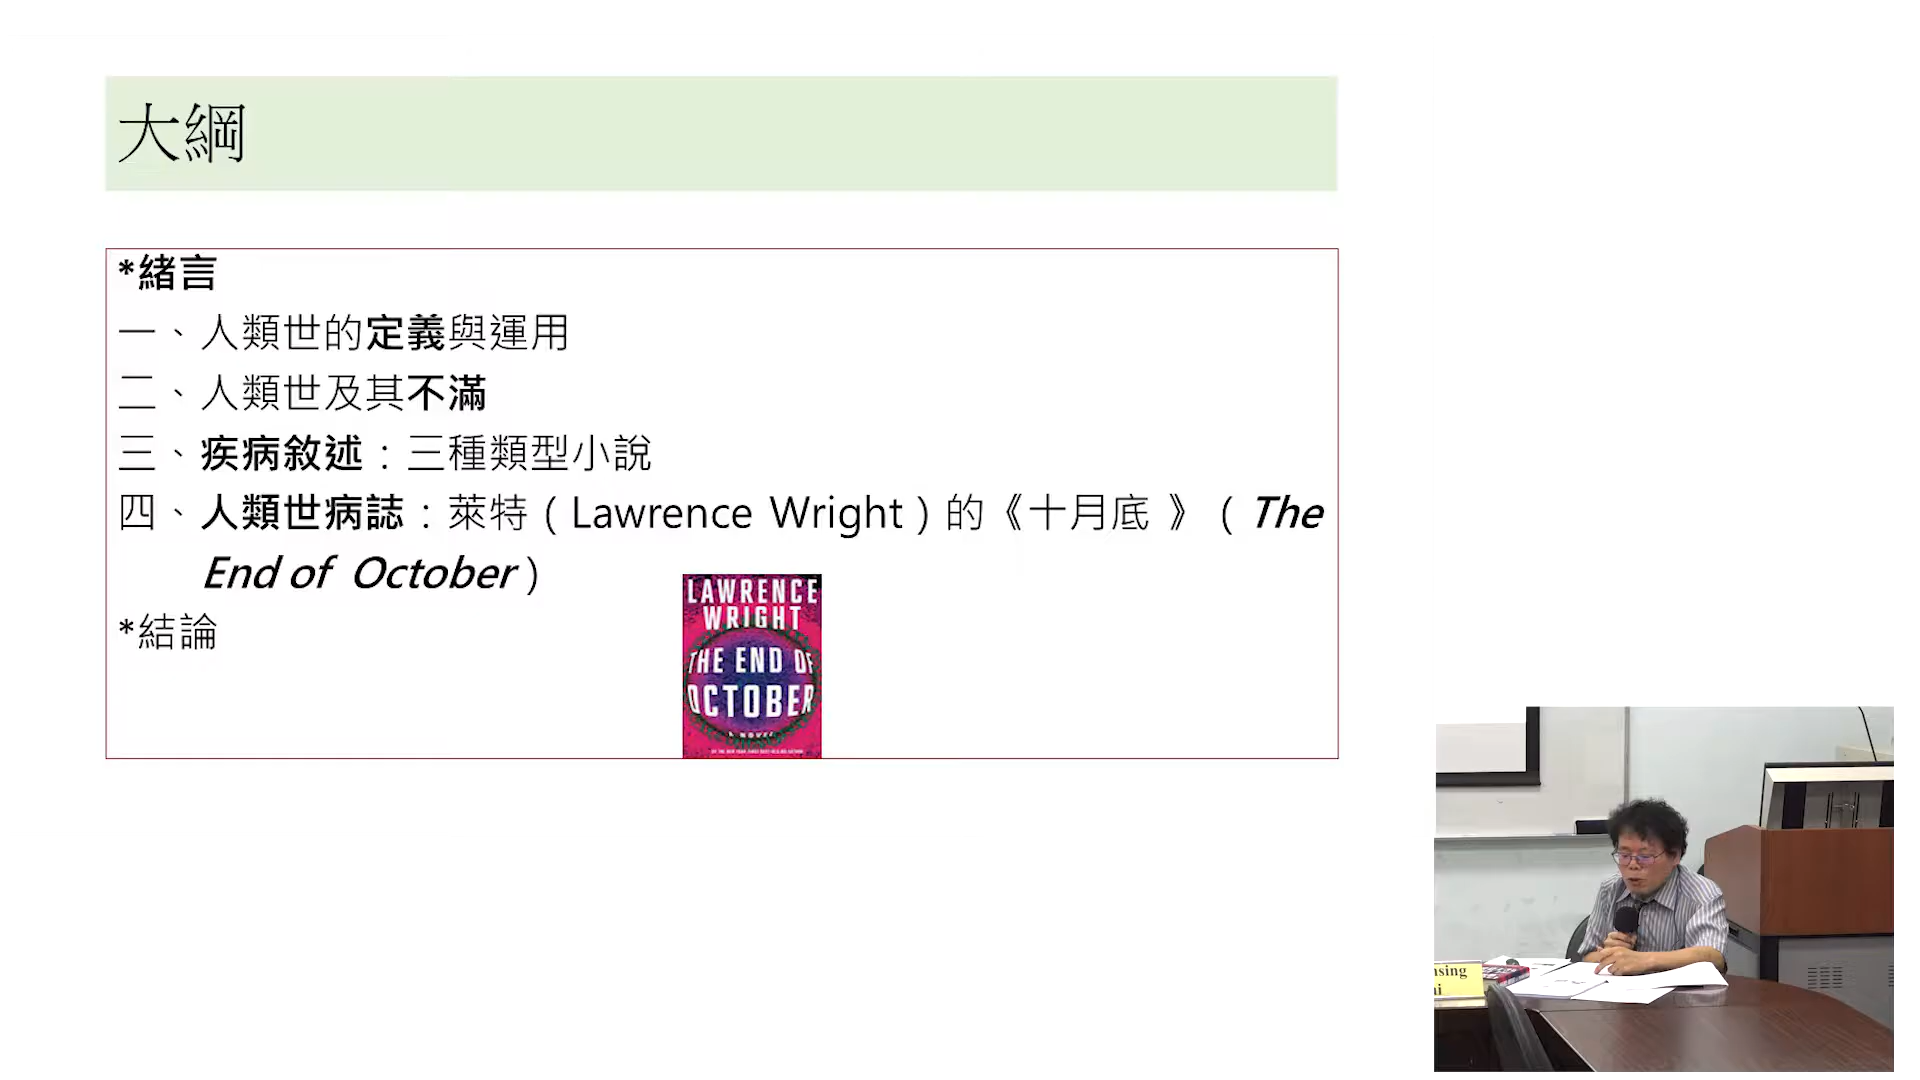 大綱
*緒言
一、人類世的定義與運用
二、人類世及其不滿
三、疾病敘述：三種類型小說
四、人類世病誌：萊特（Lawrence Wright）的《十月底 》（The
End of October）
*結論
LAWRENCE
WRIGHT
THE END OF
OCTOBER
A NOVEL